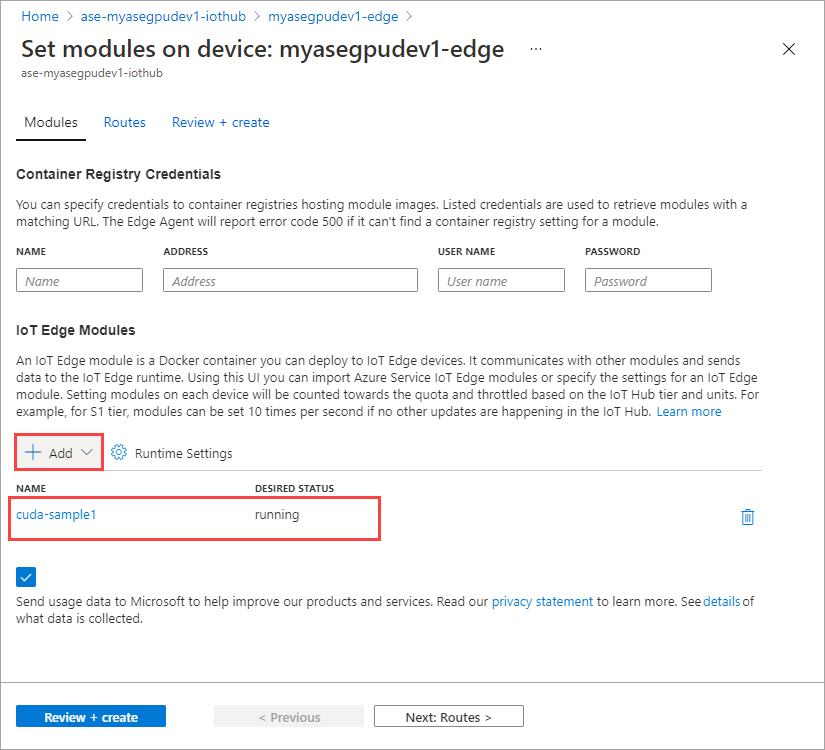 Home > ase-myasegpudev1-iothub > myasegpudev1-edge >
Set modules on device: myasegpudev1-edge ...
ase-myasegpudev1-iothub
Modules Routes Review + create
Container Registry Credentials
You can specify credentials to container registries hosting module images. Listed credentials are used to retrieve modules with a
matching URL. The Edge Agent will report error code 500 if it can't find a container registry setting for a module.
NAME ADDRESS USER NAME PASSWORD
Name Address User name Password
IoT Edge Modules
An IoT Edge module is a Docker container you can deploy to IoT Edge devices. It communicates with other modules and sends
data to the IoT Edge runtime. Using this UI you can import Azure Service IoT Edge modules or specify the settings for an IoT Edge
module. Setting modules on each device will be counted towards the quota and throttled based on the IoT Hub tier and units. For
example, for S1 tier, modules can be set 10 times per second if no other updates are happening in the IoT Hub. Learn more
Add Runtime Settings
NAME DESIRED STATUS
cuda-sample1 running
Send usage data to Microsoft to help improve our products and services. Read our privacy statement to learn more. See details of
what data is collected.
Review + create < Previous Next: Routes >